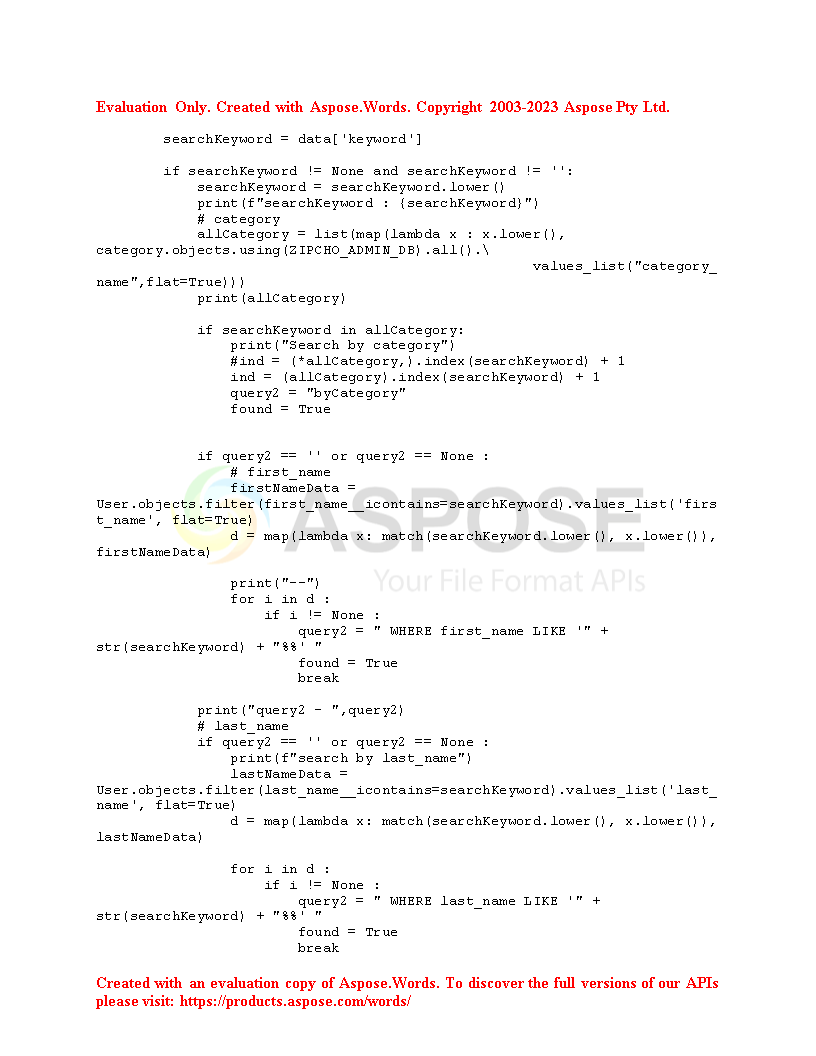 Evaluation Only. Created with Aspose.Words. Copyright 2003-2023 Aspose Pty Ltd.
        searchKeyword = data['keyword']

        if searchKeyword != None and searchKeyword != '':
            searchKeyword = searchKeyword.lower()
            print(f"searchKeyword : {searchKeyword}")
            # category
            allCategory = list(map(lambda x : x.lower(),
category.objects.using(ZIPCHO_ADMIN_DB).all().\
                                                    values_list("category_
name",flat=True)))
            print(allCategory)

            if searchKeyword in allCategory:
                print("Search by category")
                #ind = (*allCategory,).index(searchKeyword) + 1
                ind = (allCategory).index(searchKeyword) + 1
                query2 = "byCategory"
                found = True

            if query2 == '' or query2 == None :
                # first_name
                firstNameData =
User.objects.filter(first_name__icontains=searchKeyword).values_list('firs
t_name', flat=True)
                d = map(lambda x: match(searchKeyword.lower(), x.lower()),
firstNameData)
ASPOSE
Your File Format APIs

                print("--")
                for i in d :
                    if i != None :
                        query2 = " WHERE first_name LIKE '" +
str(searchKeyword) + "%%' "
                        found = True
                        break

            print("query2 - ",query2)
            # last_name
            if query2 == '' or query2 == None :
                print(f"search by last_name")
                lastNameData =
User.objects.filter(last_name__icontains=searchKeyword).values_list('last_
name', flat=True)
                d = map(lambda x: match(searchKeyword.lower(), x.lower()),
lastNameData)

                for i in d :
                    if i != None :
                        query2 = " WHERE last_name LIKE '" +
str(searchKeyword) + "%%' "
                        found = True
                        break
Created with an evaluation copy of Aspose.Words. To discover the full versions of our APIs
please visit: https://products.aspose.com/words/